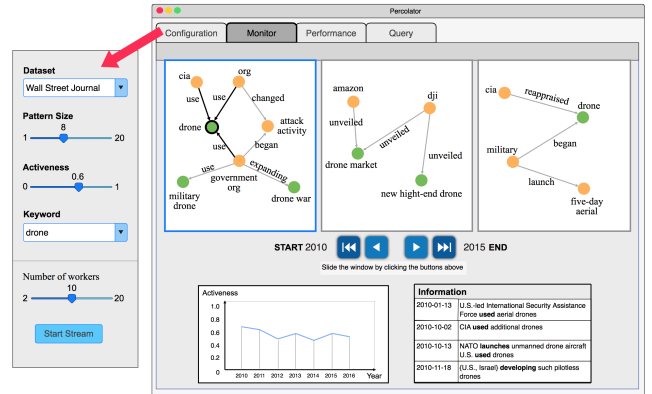 Percolator
Configuration
Monitor
Performance
Query
Dataset
Wall Street Journal
Pattern Size
8
1
20
Activeness
0.6
0
1
Keyword
drone
Number of workers
10
2
20
Start Stream
cia
org
use
use
changed
drone
attack
activity
use
began
use
government
org
expanding
military
drone
drone war
amazon
dji
unveiled
unveiled
drone market
unveiled
new hight-end drone
cia
reappraised
drone
military
began
launch
five-day
aerial
START 2010
2015 END
Slide the window by clicking the buttons above
Activeness
1.0
0.8
0.6
0.4
0.2
0
2010 2011 2012 2013 2014 2015 2016 Year
Information
2010-01-13 U.S.-led International Security Assistance
Force used aerial drones
2010-10-02 CIA used additional drones
2010-10-13 NATO launches unmanned drone aircraft
U.S. used drones
2010-11-18 {U.S., Israel} developing such pilotless
drones